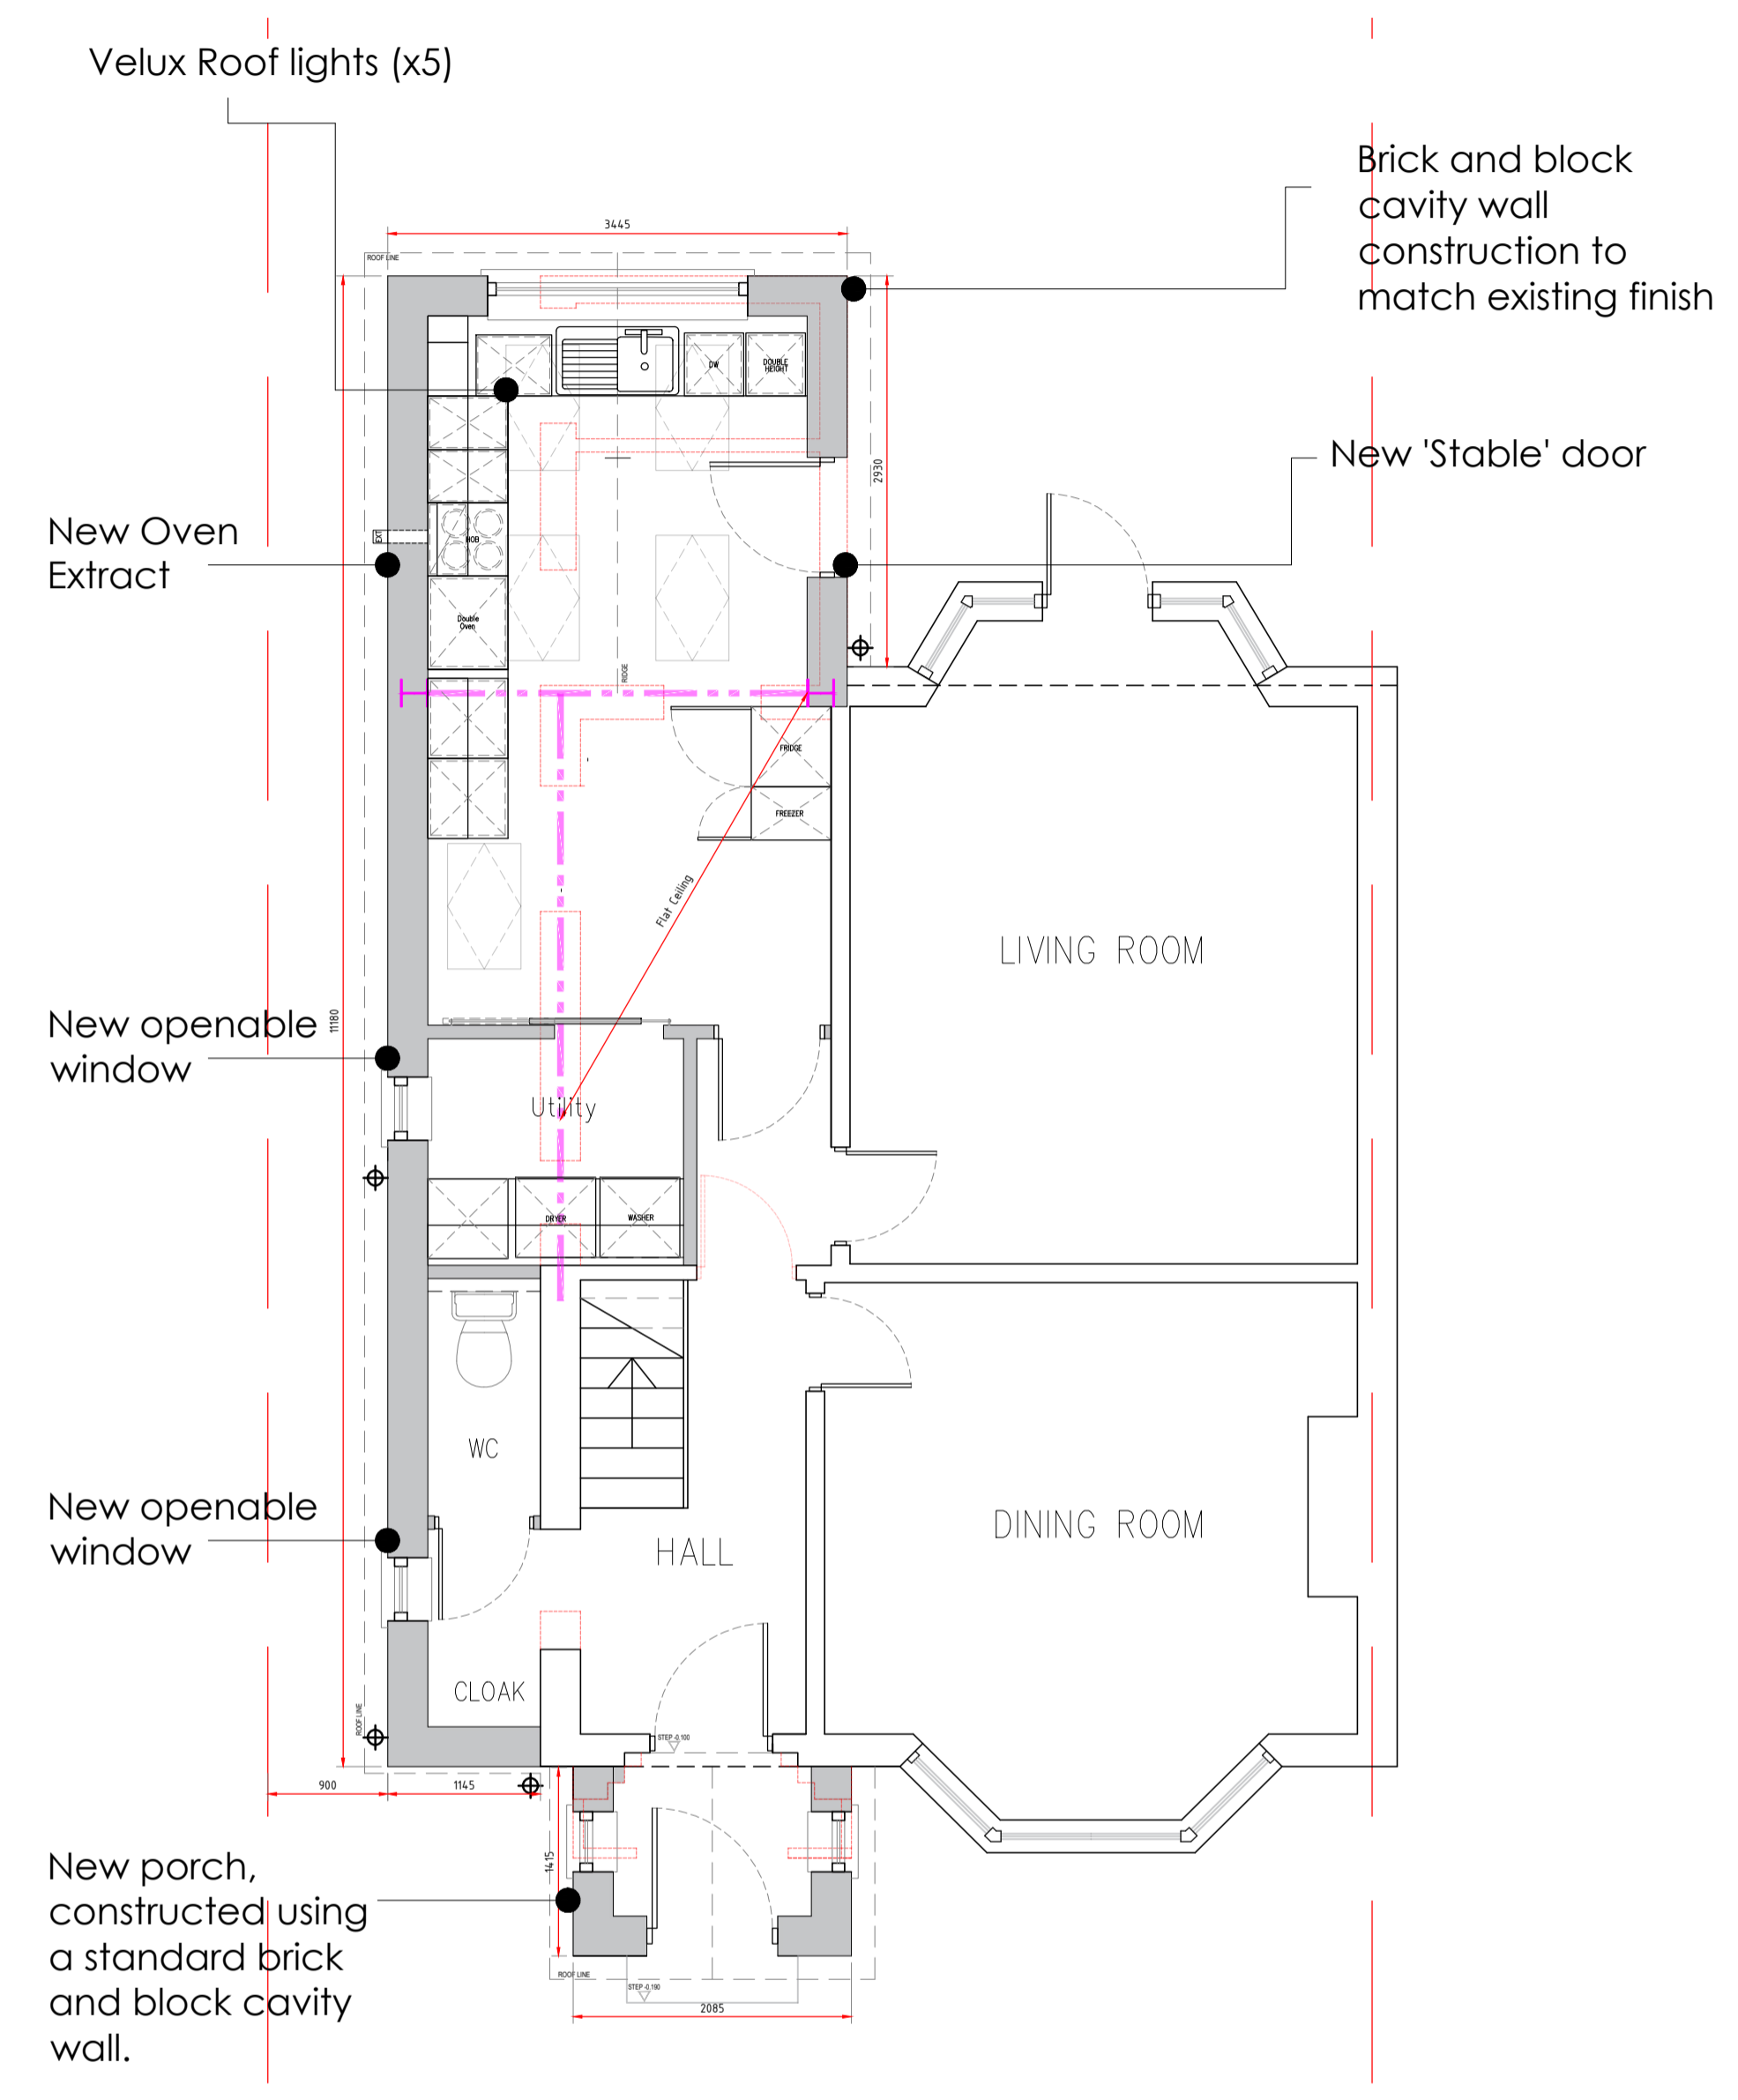 Velux Roof lights (x5)
Brick and block
cavity wall
construction to
match existing finish
3445
ROOF LINE
DW
DOUBLE
HEIGHT
New 'Stable' door
2930
New Oven
Extract
EXT
HOB
Double
Oven
RIDGE
FRIDGE
FREEZER
Flat Ceiling
LIVING ROOM
11180
New openable
window
Utility
DRYER
WASHER
WC
New openable
window
HALL
DINING ROOM
CLOAK
ROOF LINE
STEP -0.100
900
1145
1415
New porch,
constructed using
a standard brick
and block cavity
wall.
ROOF LINE
STEP -0.190
2085